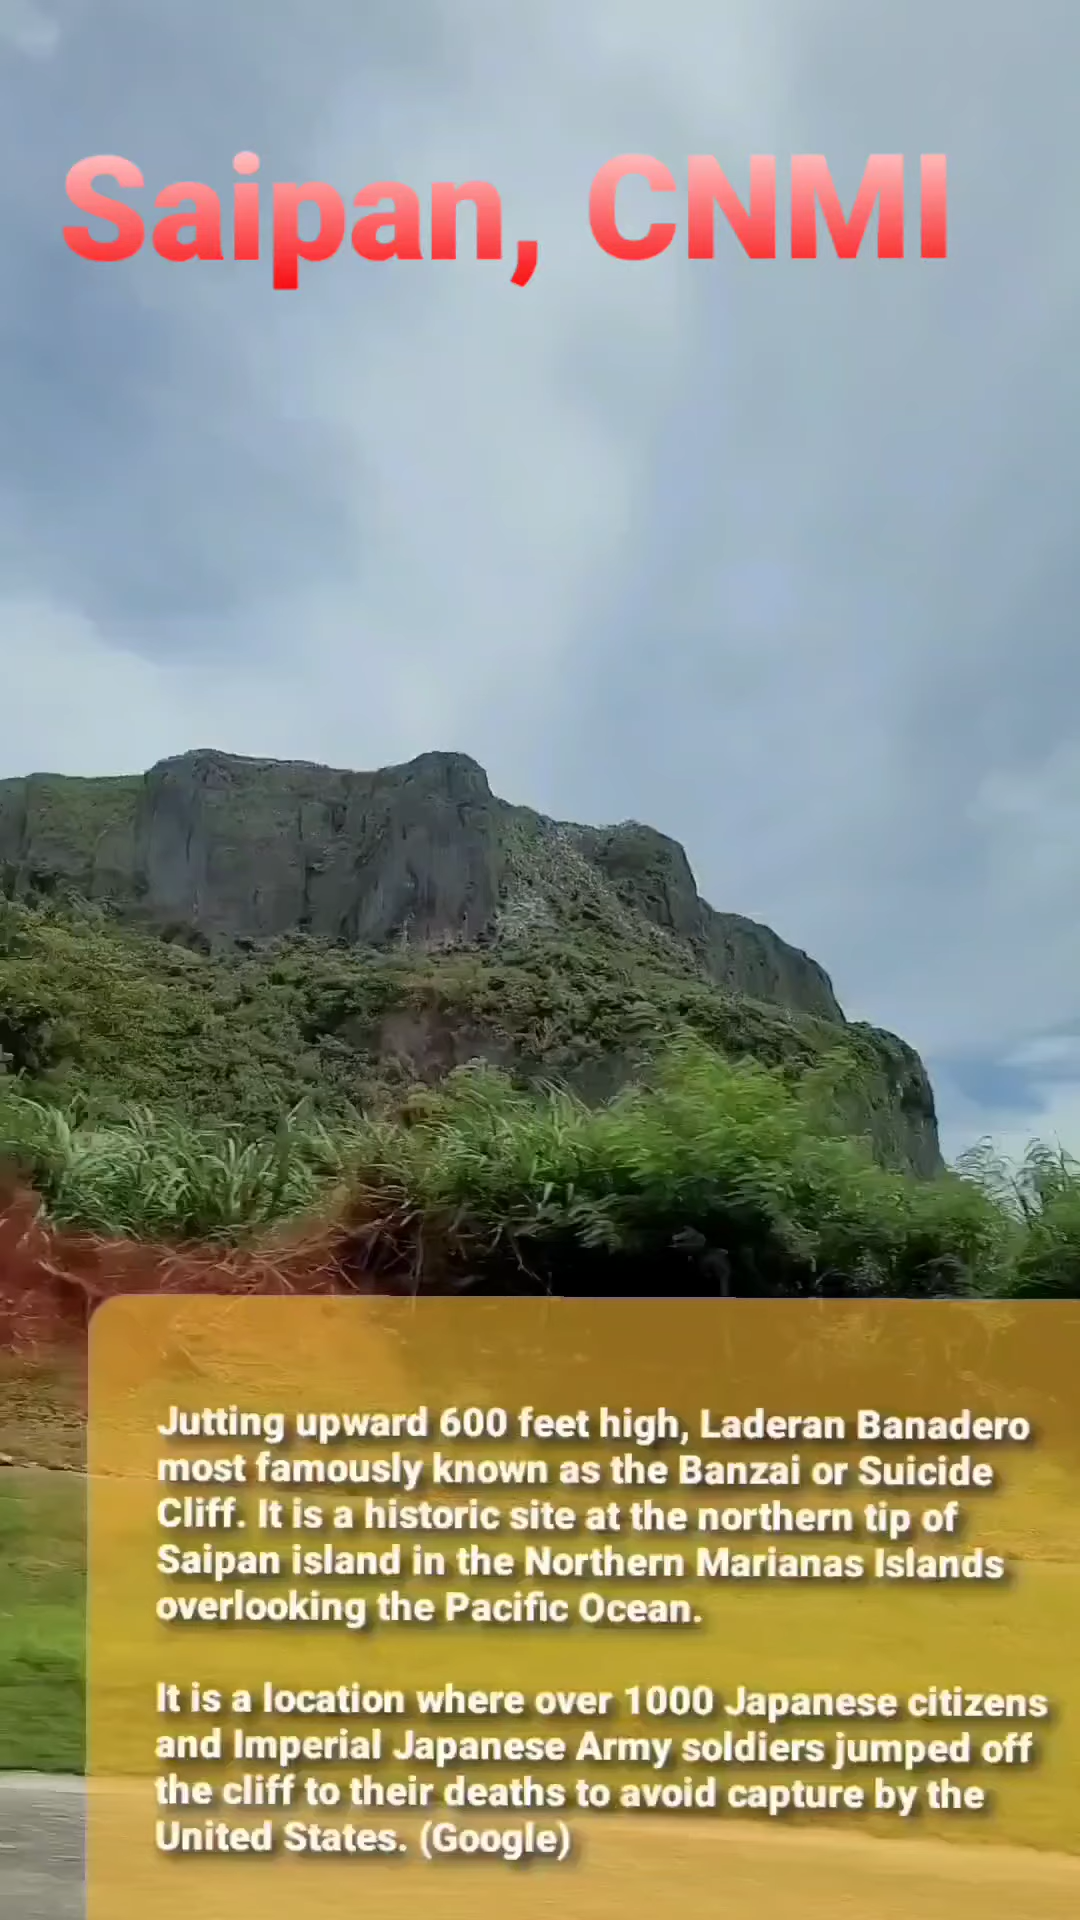 Saipan, CNMI
Jutting upward 600 feet high, Laderan Banadero
most famously known as the Banzai or Suicide
Cliff. It is a historic site at the northern tip of
Saipan island in the Northern Marianas Islands
overlooking the Pacific Ocean.
It is a location where over 1000 Japanese citizens
and Imperial Japanese Army soldiers jumped off
the cliff to their deaths to avoid capture by the
United States. (Google)